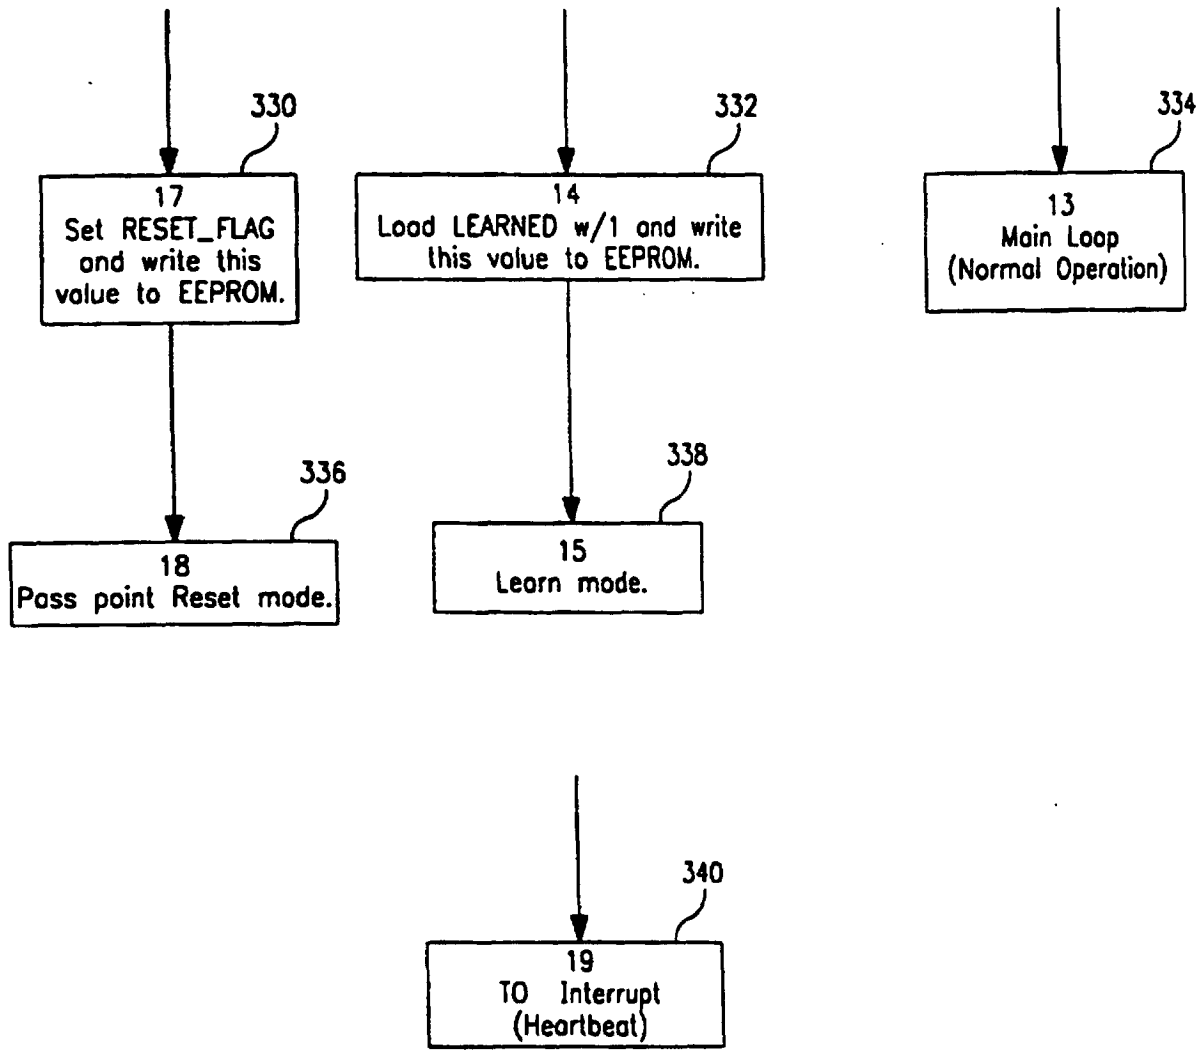 330
17
Set RESET_FLAG
and write this
value to EEPROM.
332
14
Load LEARNED w/1 and write
this value to EEPROM.
334
13
Main Loop
(Normal Operation)
336
18
Pass point Reset mode.
338
15
Learn mode.
340
19
TO Interrupt
(Heartbeat)